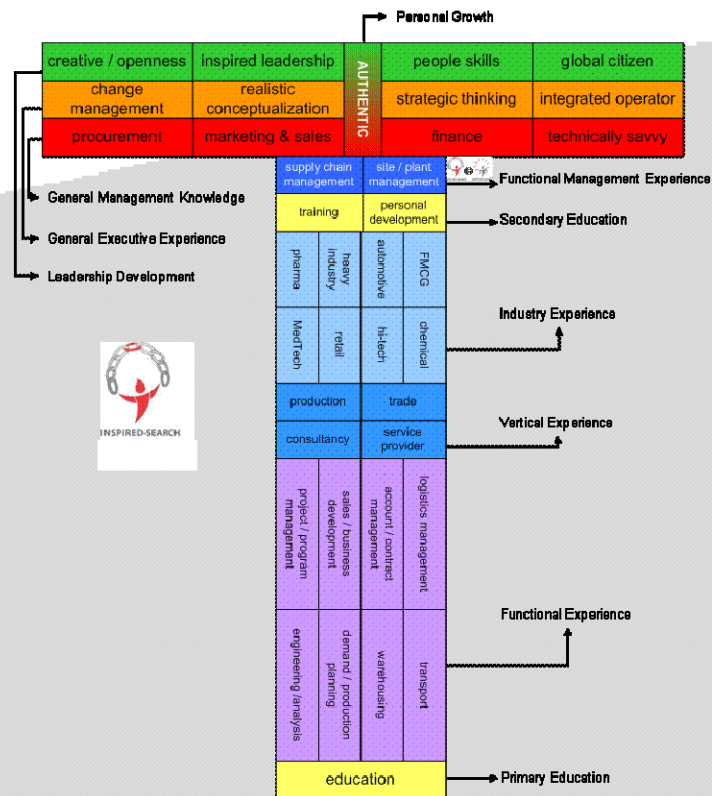 Personal Growth
creative / openness
inspired leadership
AUTHENTIC
people skills
global citizen
change
management
realistic
conceptualization
strategic thinking
integrated operator
procurement
marketing & sales
finance
technically savvy
supply chain
management
site / plant
management
Functional Management Experience
General Management Knowledge
training
personal
development
Secondary Education
General Executive Experience
Leadership Development
pharma
heavy
industry
automotive
FMCG
MedTech
retail
hi-tech
chemical
Industry Experience
INSPIRED-SEARCH
production
trade
consultancy
service
provider
Vertical Experience
project / program
management
sales / business
development
account / contract
management
logistics management
engineering /analysis
demand / production
planning
warehousing
transport
Functional Experience
education
Primary Education